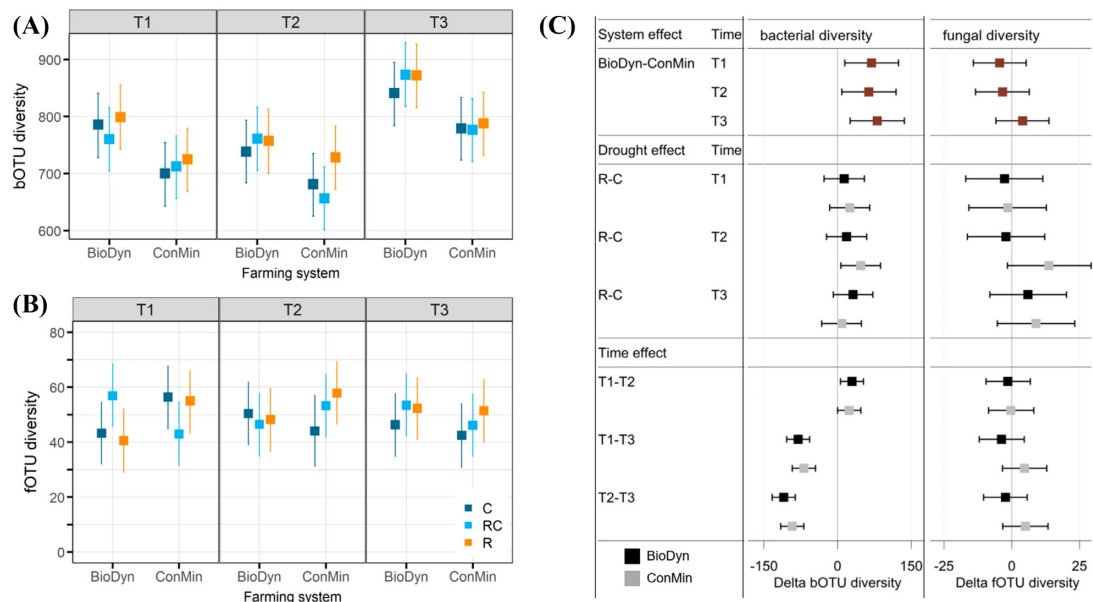 (A)
T1 T2 T3
900
800
700
600
bOTU diversity
BioDyn ConMin BioDyn ConMin BioDyn ConMin
Farming system
(B)
T1 T2 T3
80
60
40
20
0
fOTU diversity
C
RC
R
BioDyn ConMin BioDyn ConMin BioDyn ConMin
Farming system
(C)
System effect Time bacterial diversity fungal diversity
BioDyn-ConMin T1
T2
T3
Drought effect Time
R-C T1
R-C T2
R-C T3
Time effect
T1-T2
T1-T3
T2-T3
BioDyn
ConMin
-150 0 150 -25 0 25
Delta bOTU diversity Delta fOTU diversity